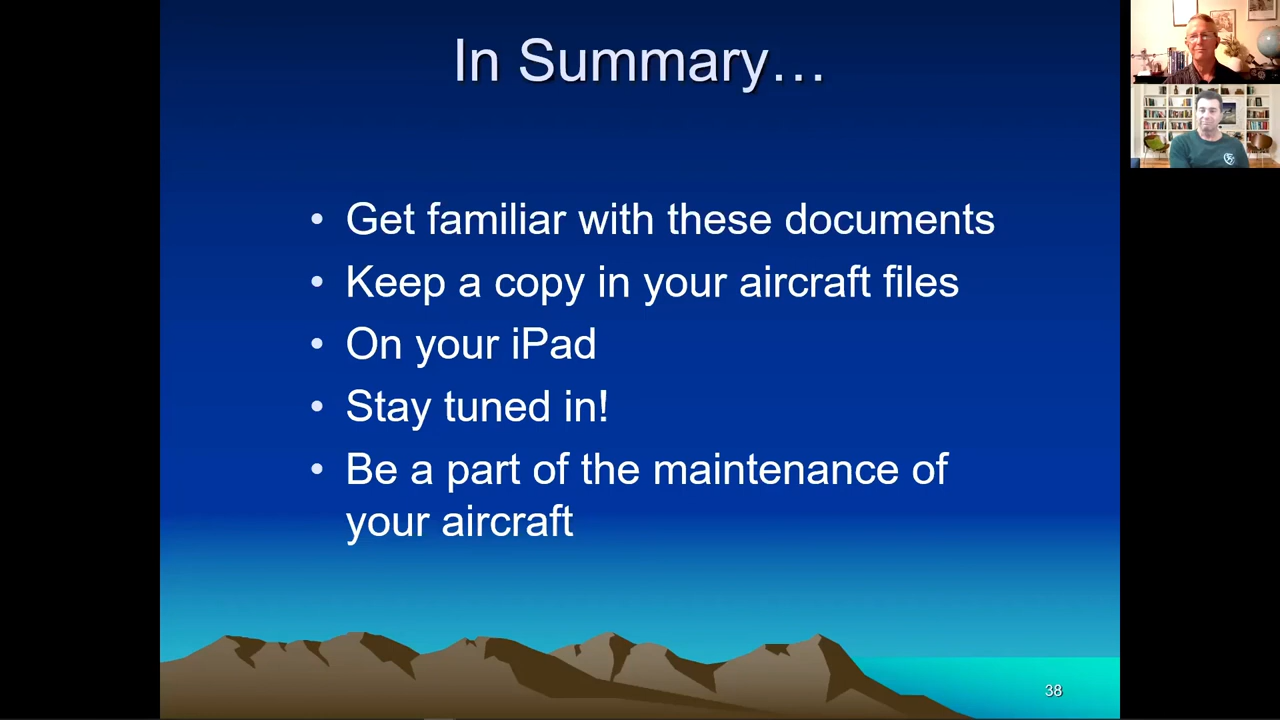 In Summary…
• Get familiar with these documents
• Keep a copy in your aircraft files
• On your iPad
• Stay tuned in!
• Be a part of the maintenance of
your aircraft
38